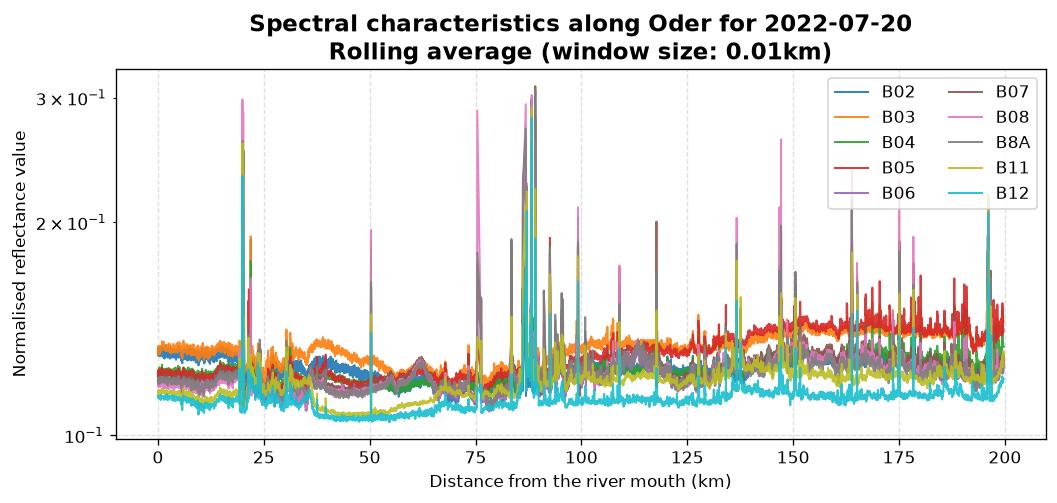 Spectral characteristics along Oder for 2022-07-20
Rolling average (window size: 0.01km)
Normalised reflectance value
3 × 10⁻¹
2 × 10⁻¹
10⁻¹
B02
B03
B04
B05
B06
B07
B08
B8A
B11
B12
0 25 50 75 100 125 150 175 200
Distance from the river mouth (km)